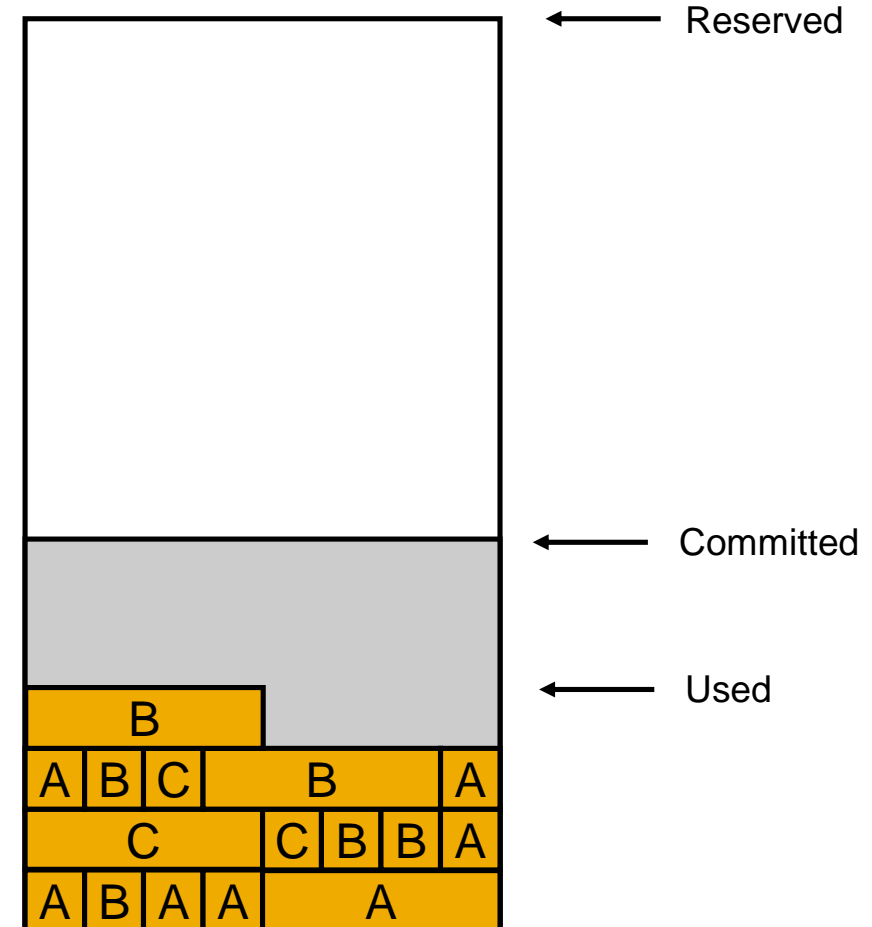 Reserved
Committed
Used
B
A B C B A
C C B B A
A B A A A